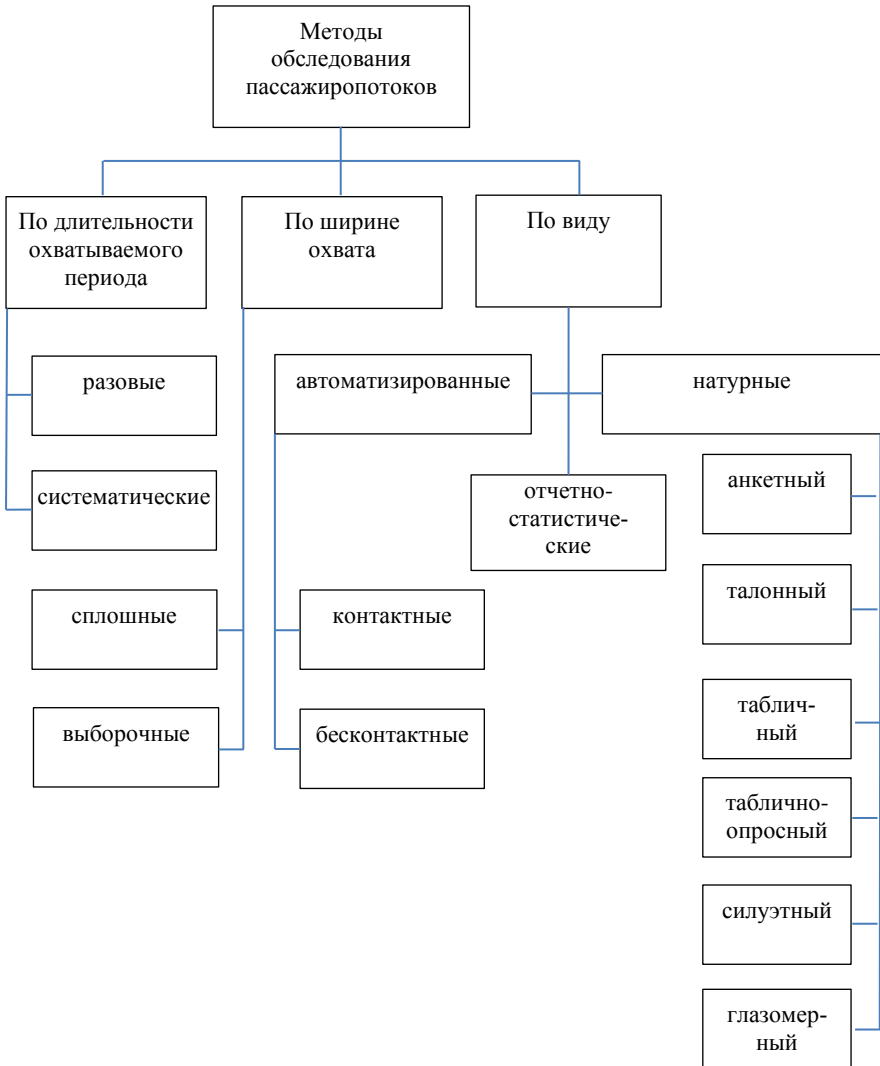 Методы
обследования
пассажиропотоков
По длительности
охватываемого
периода
По ширине
охвата
По виду
разовые
систематические
сплошные
выборочные
автоматизированные
контактные
бесконтактные
отчетно-
статистиче-
ские
натурные
анкетный
талонный
таблич-
ный
таблично-
опросный
силуэтный
глазомер-
ный